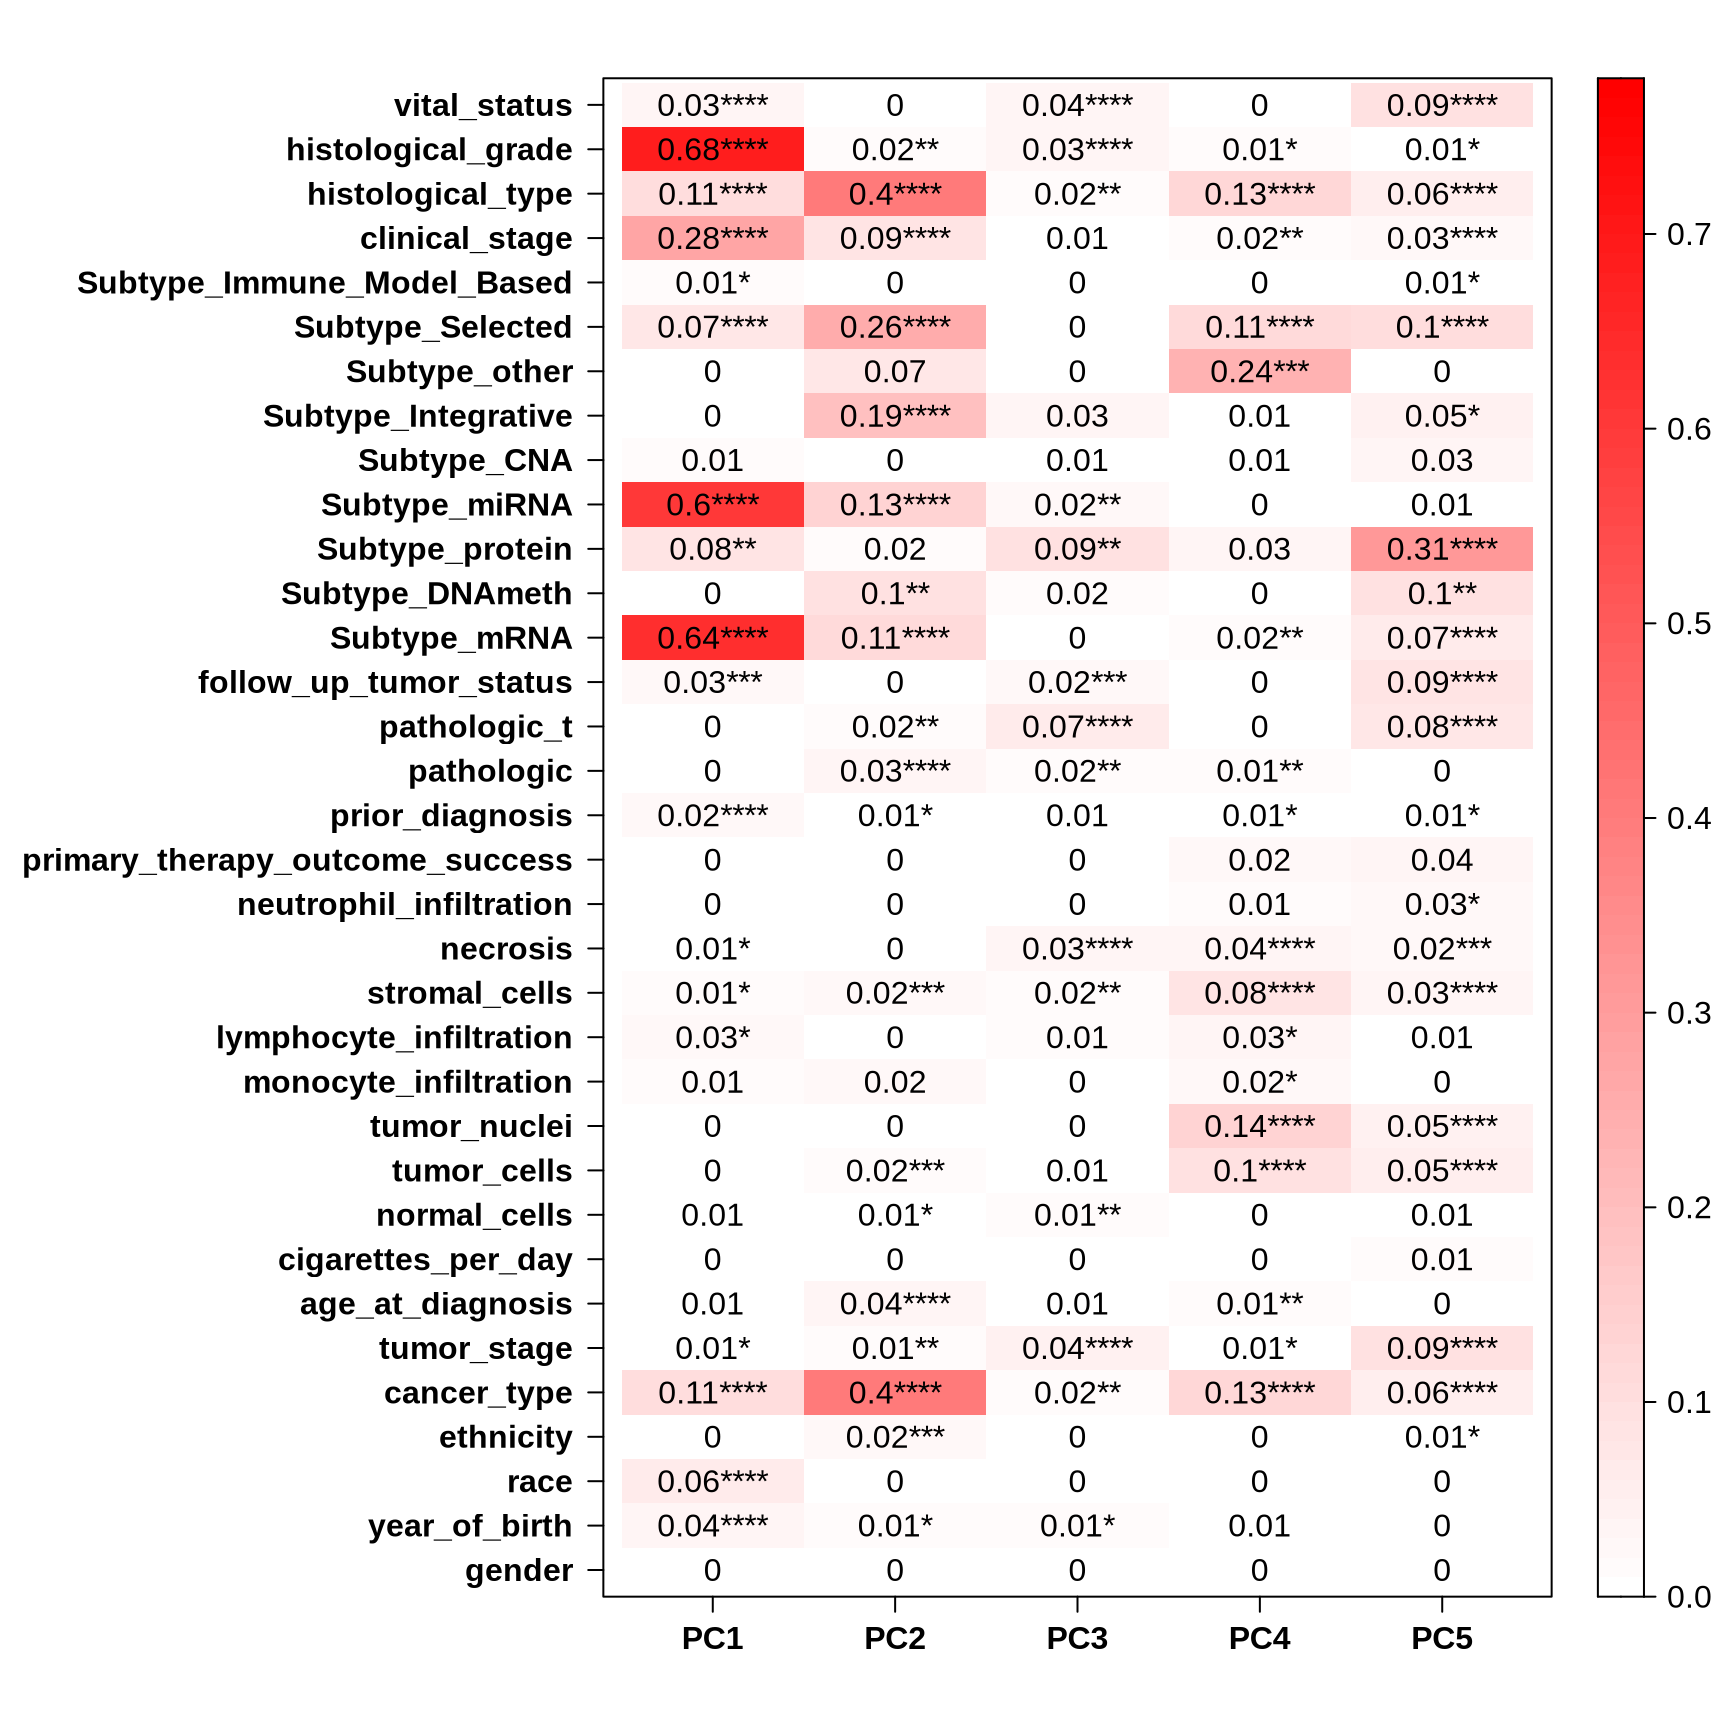 vital_status 0.03**** 0 0.04**** 0 0.09****
histological_grade 0.68**** 0.02** 0.03**** 0.01* 0.01*
histological_type 0.11**** 0.4**** 0.02** 0.13**** 0.06****
clinical_stage 0.28**** 0.09**** 0.01 0.02** 0.03****
Subtype_Immune_Model_Based 0.01* 0 0 0 0.01*
Subtype_Selected 0.07**** 0.26**** 0 0.11**** 0.1****
Subtype_other 0 0.07 0 0.24*** 0
Subtype_Integrative 0 0.19**** 0.03 0.01 0.05*
Subtype_CNA 0.01 0 0.01 0.01 0.03
Subtype_miRNA 0.6**** 0.13**** 0.02** 0 0.01
Subtype_protein 0.08** 0.02 0.09** 0.03 0.31****
Subtype_DNAmeth 0 0.1** 0.02 0 0.1**
Subtype_mRNA 0.64**** 0.11**** 0 0.02** 0.07****
follow_up_tumor_status 0.03*** 0 0.02*** 0 0.09****
pathologic_t 0 0.02** 0.07**** 0 0.08****
pathologic 0 0.03**** 0.02** 0.01** 0
prior_diagnosis 0.02**** 0.01* 0.01 0.01* 0.01*
primary_therapy_outcome_success 0 0 0 0.02 0.04
neutrophil_infiltration 0 0 0 0.01 0.03*
necrosis 0.01* 0 0.03**** 0.04**** 0.02***
stromal_cells 0.01* 0.02*** 0.02** 0.08**** 0.03****
lymphocyte_infiltration 0.03* 0 0.01 0.03* 0.01
monocyte_infiltration 0.01 0.02 0 0.02* 0
tumor_nuclei 0 0 0 0.14**** 0.05****
tumor_cells 0 0.02*** 0.01 0.1**** 0.05****
normal_cells 0.01 0.01* 0.01** 0 0.01
cigarettes_per_day 0 0 0 0 0.01
age_at_diagnosis 0.01 0.04**** 0.01 0.01** 0
tumor_stage 0.01* 0.01** 0.04**** 0.01* 0.09****
cancer_type 0.11**** 0.4**** 0.02** 0.13**** 0.06****
ethnicity 0 0.02*** 0 0 0.01*
race 0.06**** 0 0 0 0
year_of_birth 0.04**** 0.01* 0.01* 0.01 0
gender 0 0 0 0 0
PC1 PC2 PC3 PC4 PC5
0.7
0.6
0.5
0.4
0.3
0.2
0.1
0.0